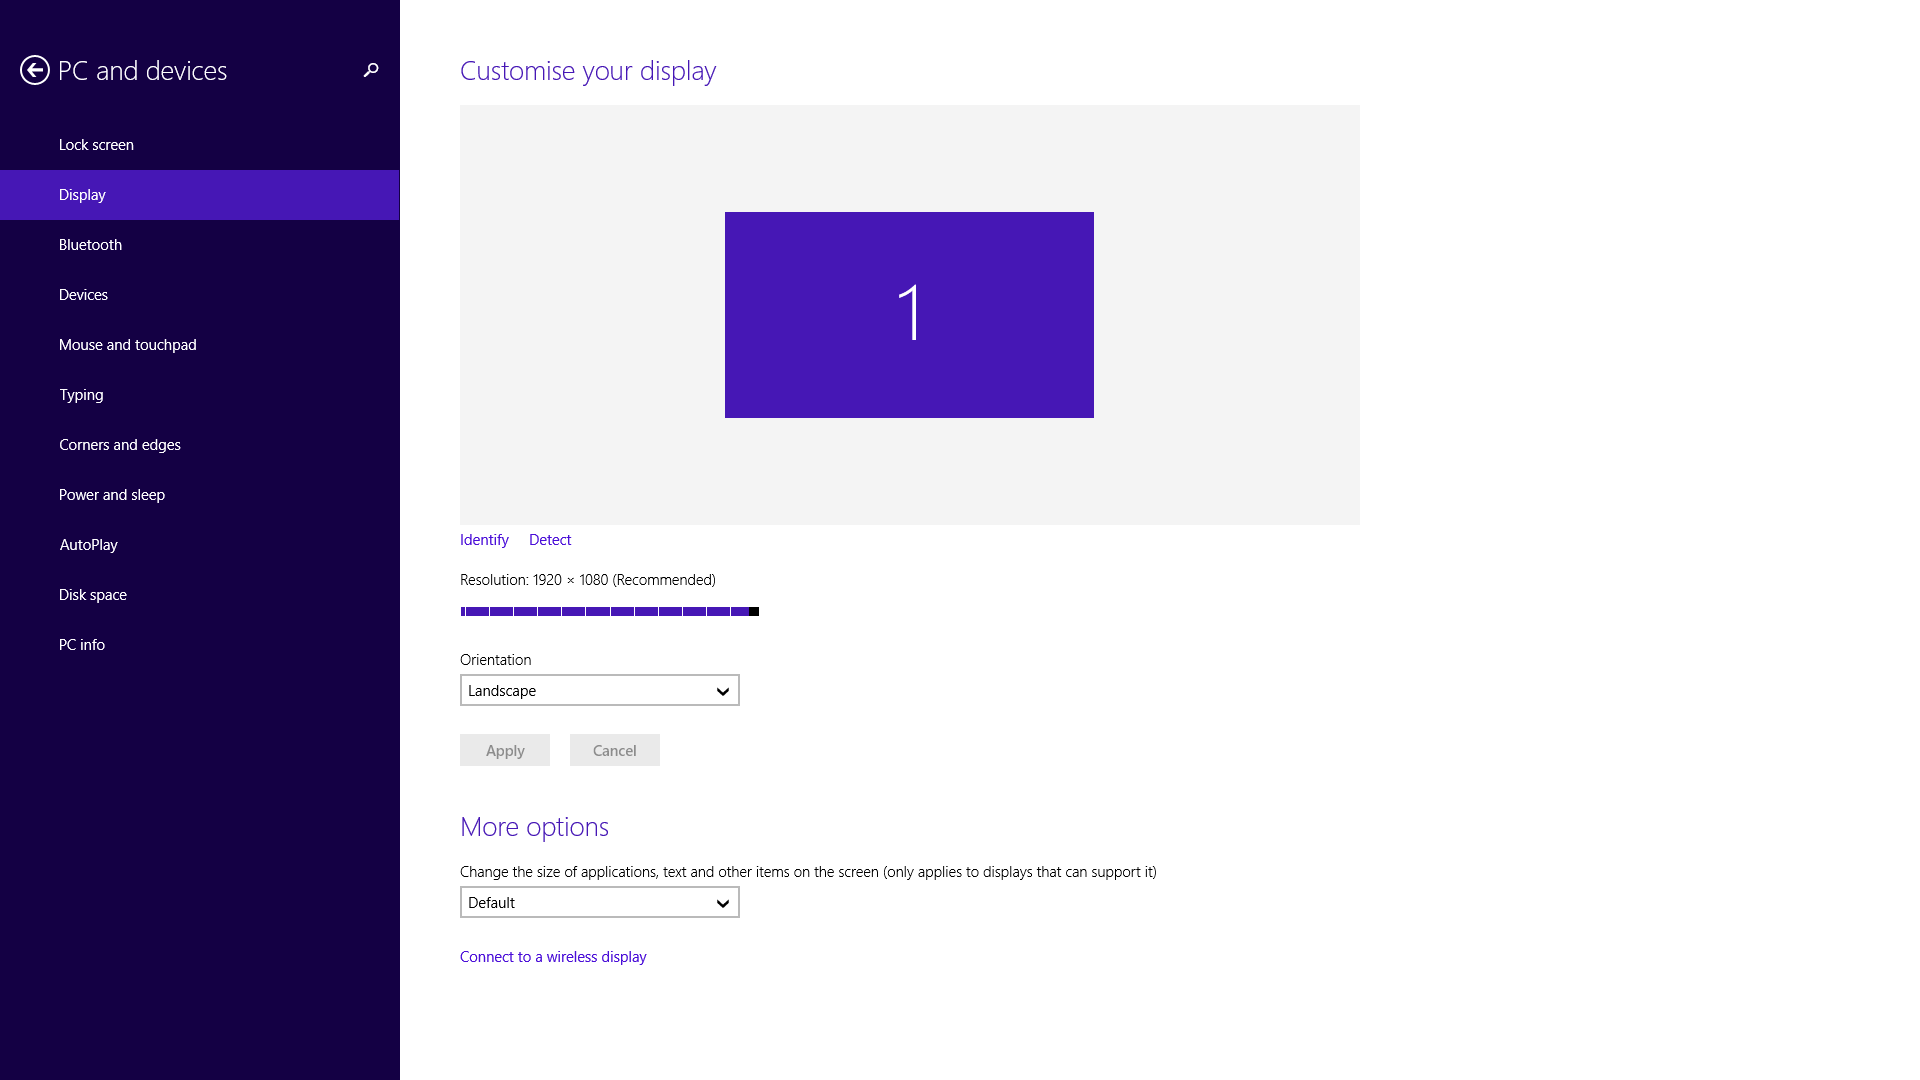 PC and devices
Lock screen
Display
Bluetooth
Devices
Mouse and touchpad
Typing
Corners and edges
Power and sleep
AutoPlay
Disk space
PC info
Customise your display
1
Identify Detect
Resolution: 1920 × 1080 (Recommended)
Orientation
Landscape
Apply Cancel
More options
Change the size of applications, text and other items on the screen (only applies to displays that can support it)
Default
Connect to a wireless display